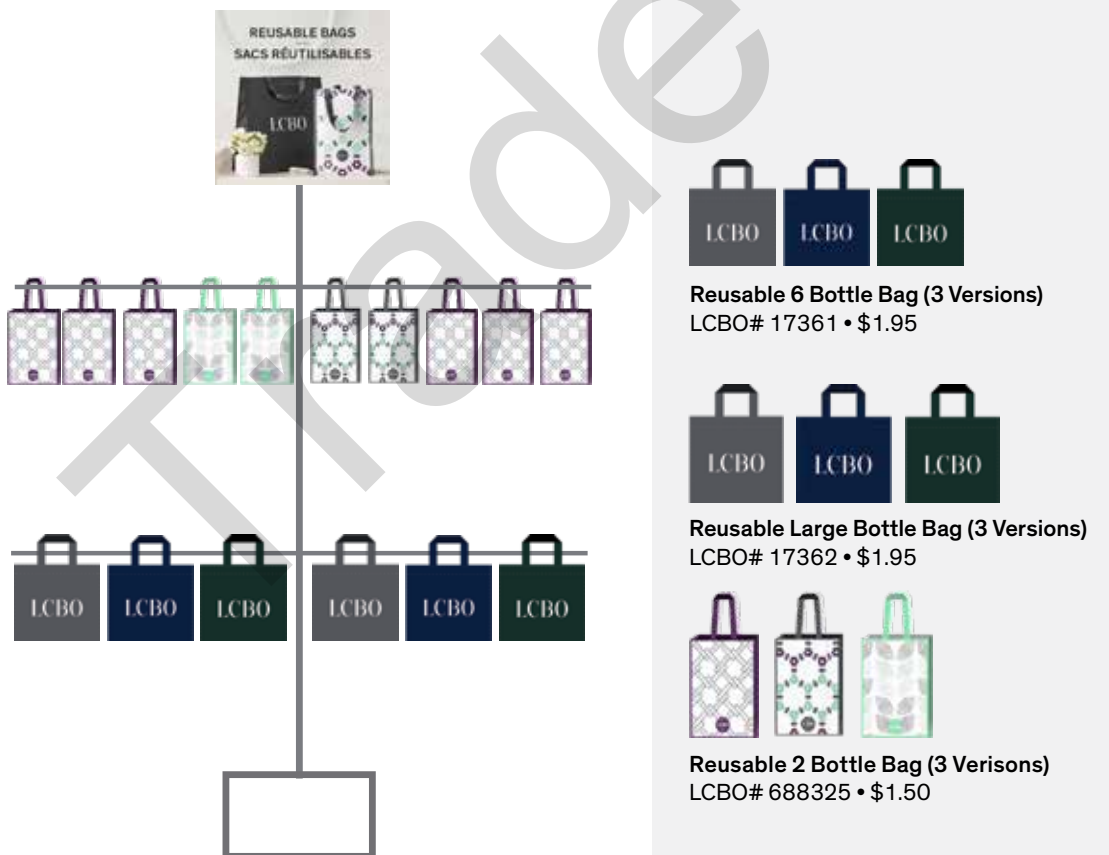 REUSABLE BAGS
SACS RÉUTILISABLES
LCBO
LCBO
LCBO
LCBO
LCBO
LCBO
LCBO
Trade
LCBO
LCBO
LCBO
Reusable 6 Bottle Bag (3 Versions)
LCBO# 17361 • $1.95
LCBO
LCBO
LCBO
Reusable Large Bottle Bag (3 Versions)
LCBO# 17362 • $1.95
Reusable 2 Bottle Bag (3 Verisons)
LCBO# 688325 • $1.50